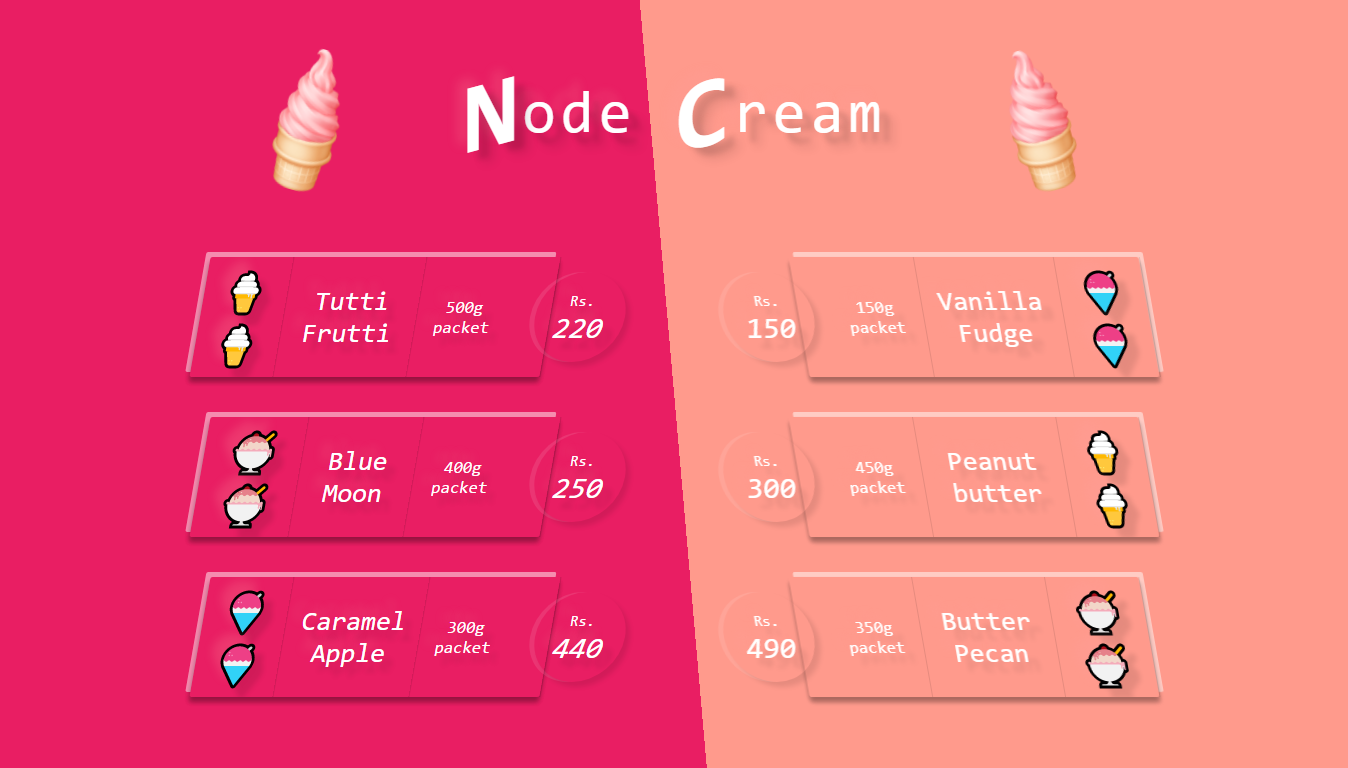 Node Cream
Tutti
Frutti
500g
packet
Rs.
220
Blue
Moon
400g
packet
Rs.
250
Caramel
Apple
300g
packet
Rs.
440
Rs.
150
150g
packet
Vanilla
Fudge
Rs.
300
450g
packet
Peanut
butter
Rs.
490
350g
packet
Butter
Pecan